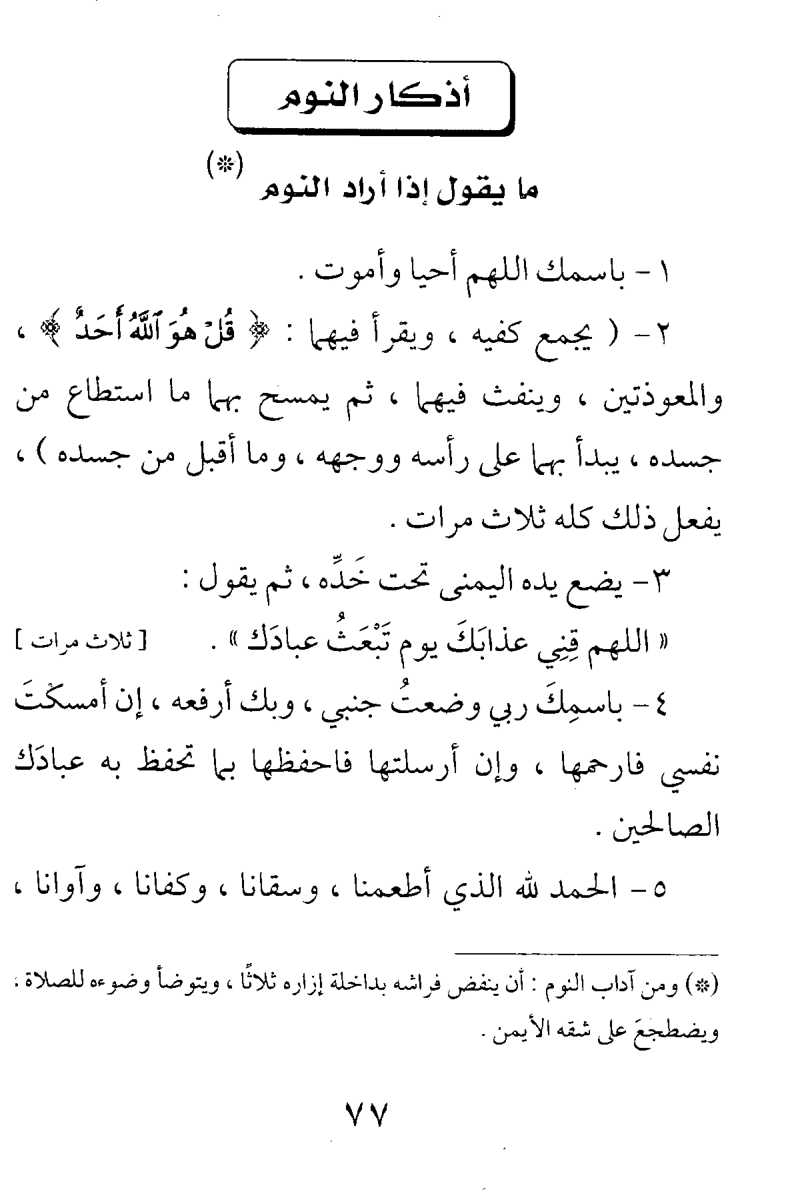 أذكار النوم
ما يقول إذا أراد النوم (*)
١ - باسمك اللهم أحيا وأموت .
٢ - ( يجمع كفيه ، ويقرأ فيهما : ﴿ قُلْ هُوَ ٱللَّهُ أَحَدٌ ﴾ ،
والمعوذتين ، وينفث فيهما ، ثم يمسح بهما ما استطاع من
جسده ، يبدأ بهما على رأسه ووجهه ، وما أقبل من جسده ) ،
يفعل ذلك كله ثلاث مرات .
٣ - يضع يده اليمنى تحت خَدِّه ، ثم يقول :
« اللهم قِنِي عذابَكَ يوم تَبْعَثُ عبادَك » . [ ثلاث مرات ]
٤ - باسمِكَ ربي وضعتُ جنبي ، وبك أرفعه ، إن أمسكْتَ
نفسي فارحمها ، وإن أرسلتها فاحفظها بما تحفظ به عبادَك
الصالحين .
٥ - الحمد لله الذي أطعمنا ، وسقانا ، وكفانا ، وآوانا ،
(*) ومن آداب النوم : أن ينفض فراشه بداخلة إزاره ثلاثًا ، ويتوضأ وضوءه للصلاة ،
ويضطجعَ على شقه الأيمن .
٧٧